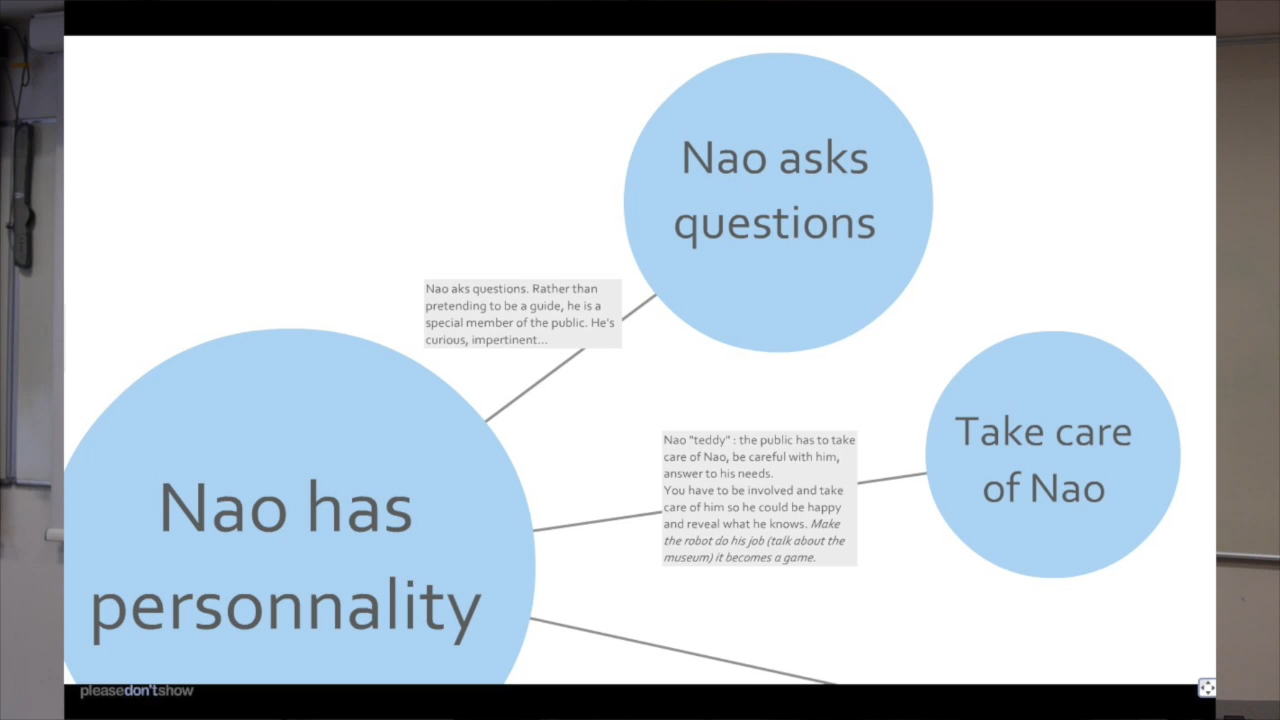 Nao asks
questions
Nao aks questions. Rather than
pretending to be a guide, he is a
special member of the public. He's
curious, impertinent...
Nao "teddy" : the public has to take
care of Nao, be careful with him,
answer to his needs.
You have to be involved and take
care of him so he could be happy
and reveal what he knows. Make
the robot do his job (talk about the
museum) it becomes a game.
Take care
of Nao
Nao has
personnality
pleasedon'tshow